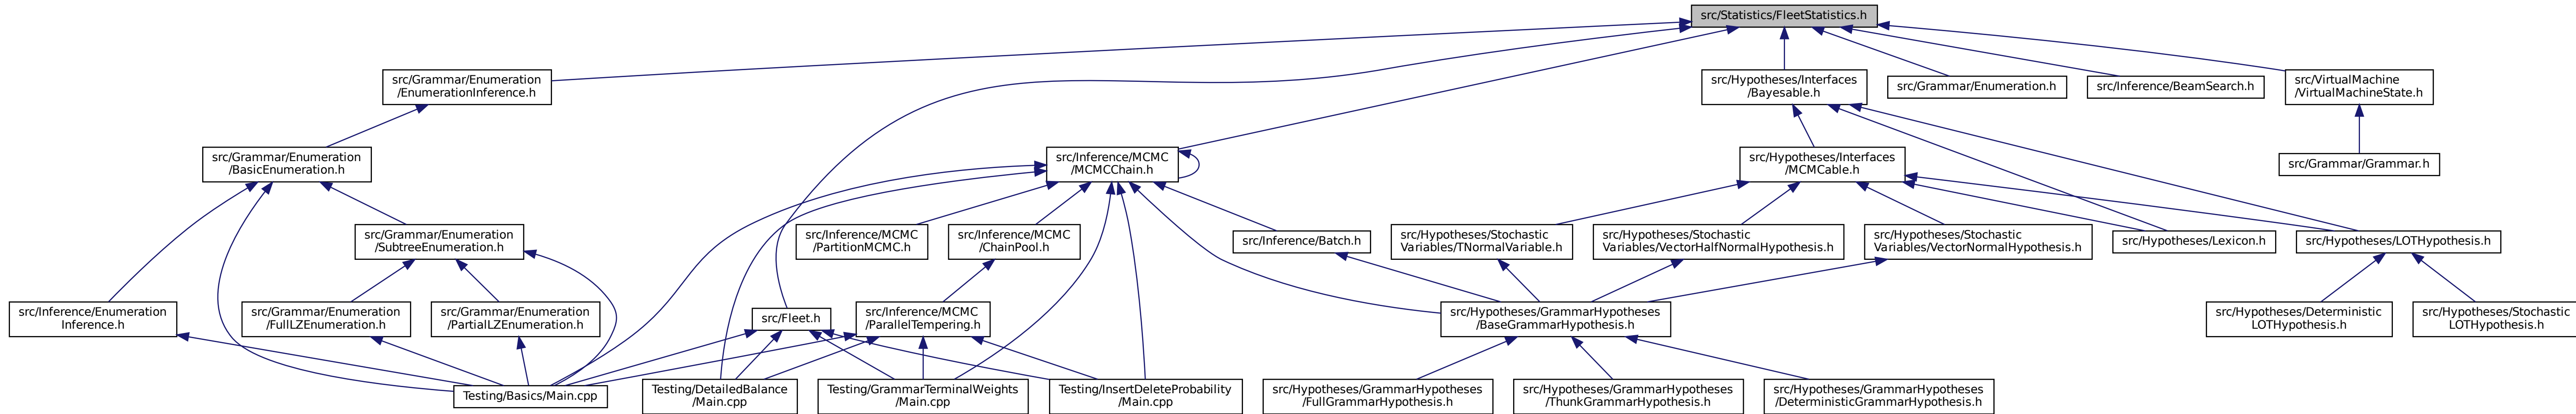 src/Statistics/FleetStatistics.h
src/Grammar/Enumeration
/EnumerationInference.h
src/Hypotheses/Interfaces
/Bayesable.h
src/Grammar/Enumeration.h
src/Inference/BeamSearch.h
src/VirtualMachine
/VirtualMachineState.h
src/Grammar/Enumeration
/BasicEnumeration.h
src/Inference/MCMC
/MCMCChain.h
src/Hypotheses/Interfaces
/MCMCable.h
src/Grammar/Grammar.h
src/Grammar/Enumeration
/SubtreeEnumeration.h
src/Inference/MCMC
/PartitionMCMC.h
src/Inference/MCMC
/ChainPool.h
src/Inference/Batch.h
src/Hypotheses/Stochastic
Variables/TNormalVariable.h
src/Hypotheses/Stochastic
Variables/VectorHalfNormalHypothesis.h
src/Hypotheses/Stochastic
Variables/VectorNormalHypothesis.h
src/Hypotheses/Lexicon.h
src/Hypotheses/LOTHypothesis.h
src/Inference/Enumeration
Inference.h
src/Grammar/Enumeration
/FullLZEnumeration.h
src/Grammar/Enumeration
/PartialLZEnumeration.h
src/Fleet.h
src/Inference/MCMC
/ParallelTempering.h
src/Hypotheses/GrammarHypotheses
/BaseGrammarHypothesis.h
src/Hypotheses/Deterministic
LOTHypothesis.h
src/Hypotheses/Stochastic
LOTHypothesis.h
Testing/Basics/Main.cpp
Testing/DetailedBalance
/Main.cpp
Testing/GrammarTerminalWeights
/Main.cpp
Testing/InsertDeleteProbability
/Main.cpp
src/Hypotheses/GrammarHypotheses
/FullGrammarHypothesis.h
src/Hypotheses/GrammarHypotheses
/ThunkGrammarHypothesis.h
src/Hypotheses/GrammarHypotheses
/DeterministicGrammarHypothesis.h